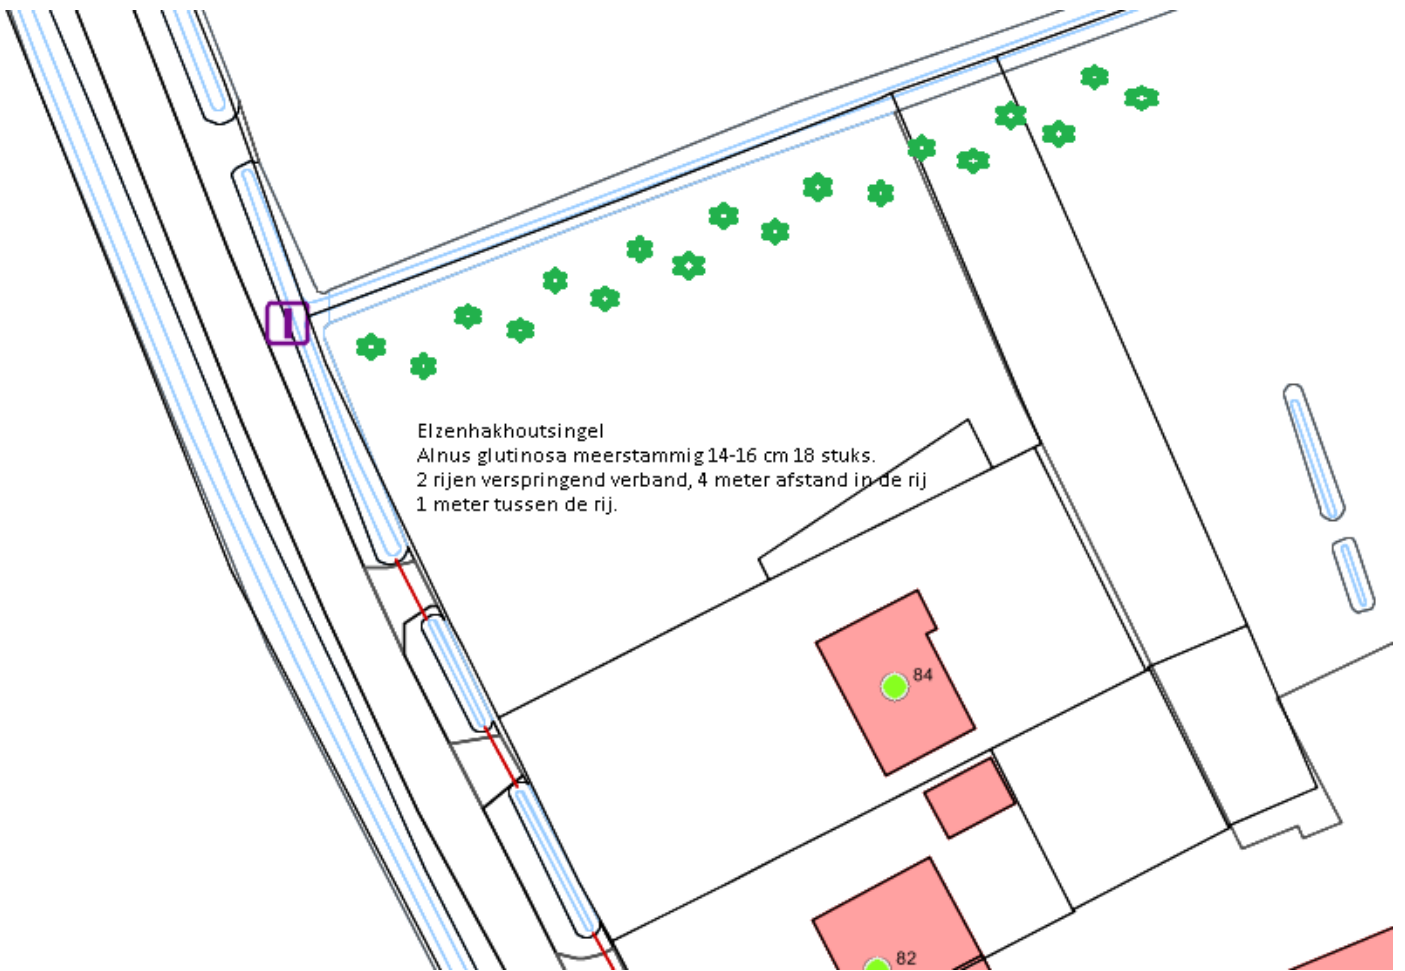 Elzenhakhoutsingel
Alnus glutinosa meerstammig 14-16 cm 18 stuks.
2 rijen verspringend verband, 4 meter afstand in de rij
1 meter tussen de rij.
84
82